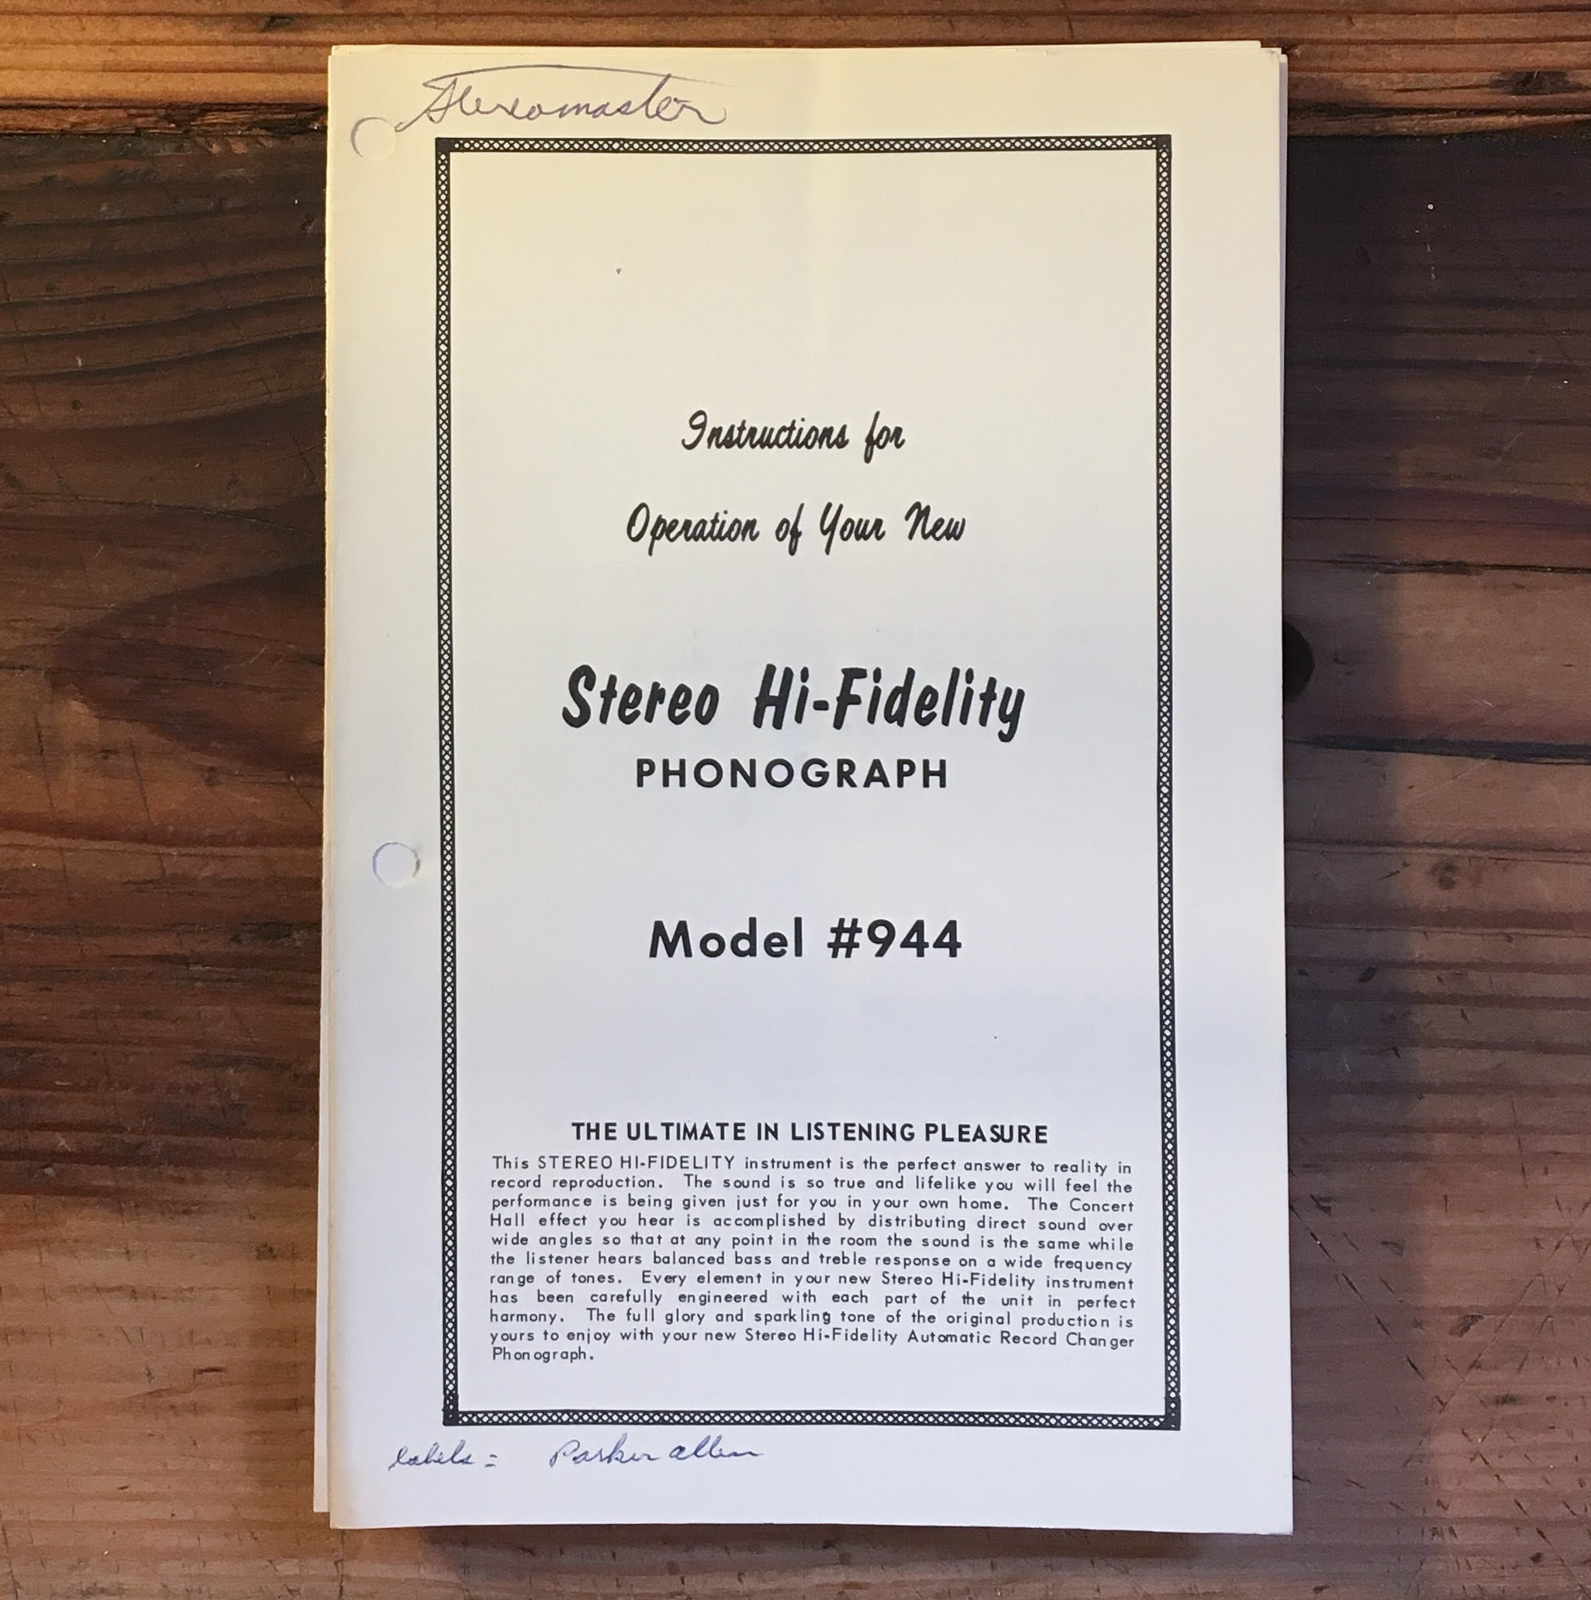 Stereomaster
Instructions for
Operation of Your New
Stereo Hi-Fidelity
PHONOGRAPH
Model #944
THE ULTIMATE IN LISTENING PLEASURE
This STEREO HI-FIDELITY instrument is the perfect answer to reality in
record reproduction. The sound is so true and lifelike you will feel the
performance is being given just for you in your own home. The Concert
Hall effect you hear is accomplished by distributing direct sound over
wide angles so that at any point in the room the sound is the same while
the listener hears balanced bass and treble response on a wide frequency
range of tones. Every element in your new Stereo Hi-Fidelity instrument
has been carefully engineered with each part of the unit in perfect
harmony. The full glory and sparkling tone of the original production is
yours to enjoy with your new Stereo Hi-Fidelity Automatic Record Changer
Phonograph.
labels = Parker allen